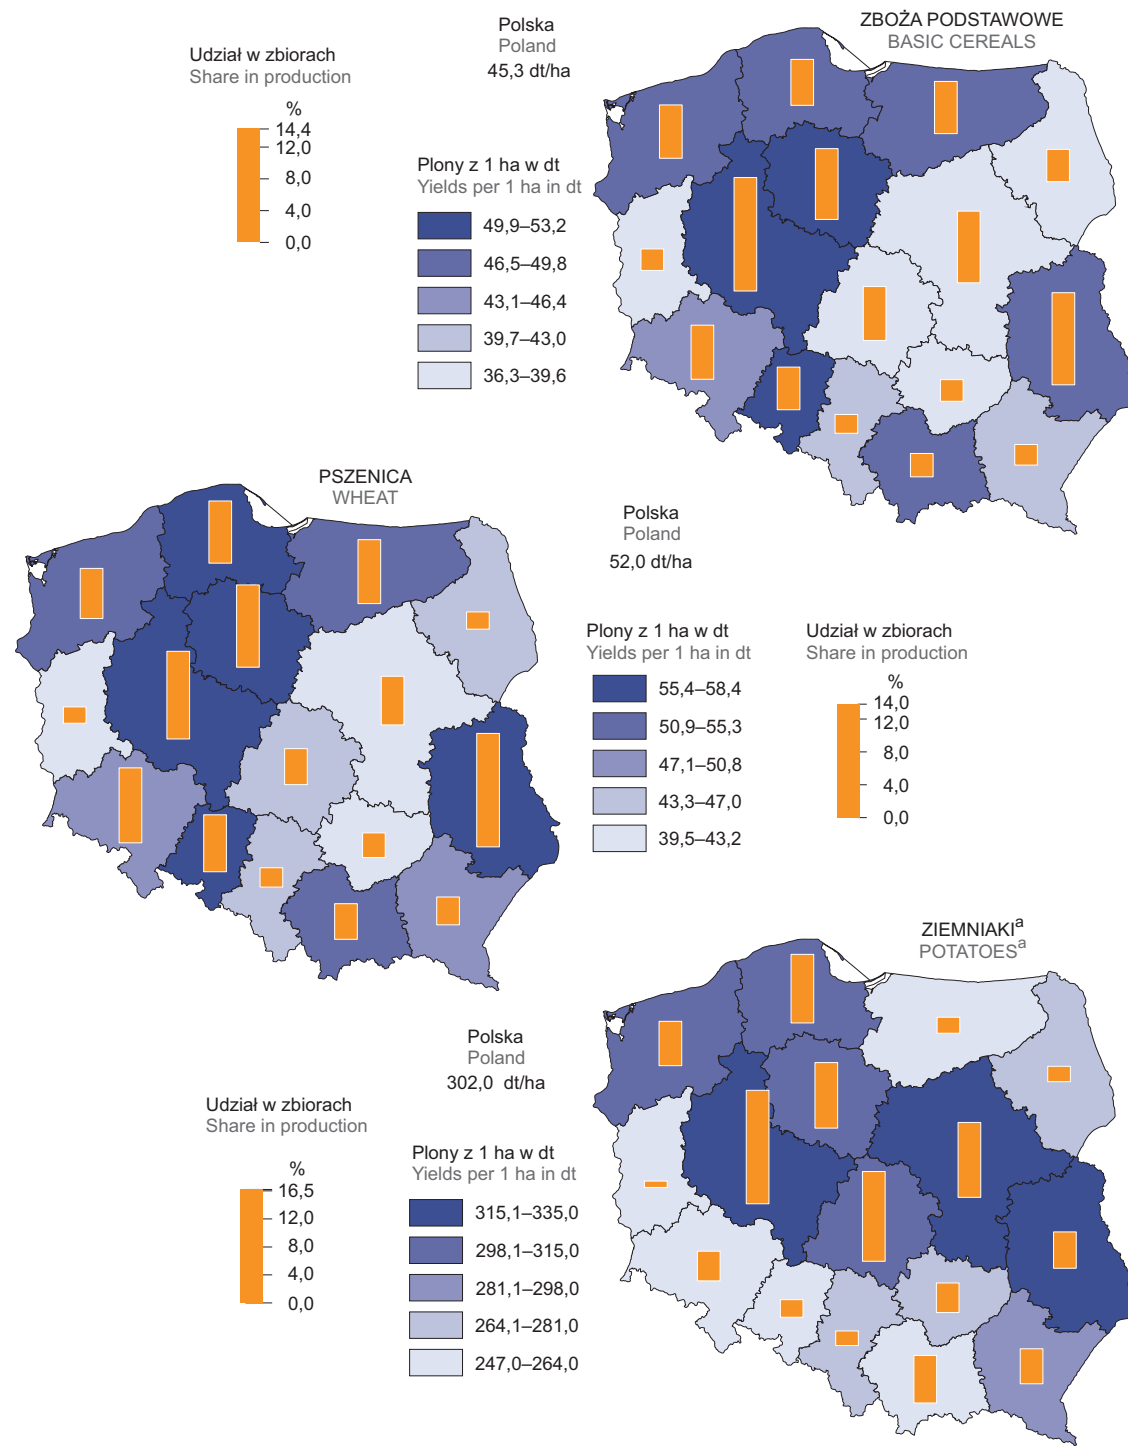 ZBOŻA PODSTAWOWE
BASIC CEREALS
Polska
Poland
45,3 dt/ha
Udział w zbiorach
Share in production
%
14,4
12,0
8,0
4,0
0,0
Plony z 1 ha w dt
Yields per 1 ha in dt
49,9–53,2
46,5–49,8
43,1–46,4
39,7–43,0
36,3–39,6
PSZENICA
WHEAT
Polska
Poland
52,0 dt/ha
Plony z 1 ha w dt
Yields per 1 ha in dt
55,4–58,4
50,9–55,3
47,1–50,8
43,3–47,0
39,5–43,2
Udział w zbiorach
Share in production
%
14,0
12,0
8,0
4,0
0,0
ZIEMNIAKIᵃ
POTATOESᵃ
Polska
Poland
302,0 dt/ha
Udział w zbiorach
Share in production
%
16,5
12,0
8,0
4,0
0,0
Plony z 1 ha w dt
Yields per 1 ha in dt
315,1–335,0
298,1–315,0
281,1–298,0
264,1–281,0
247,0–264,0